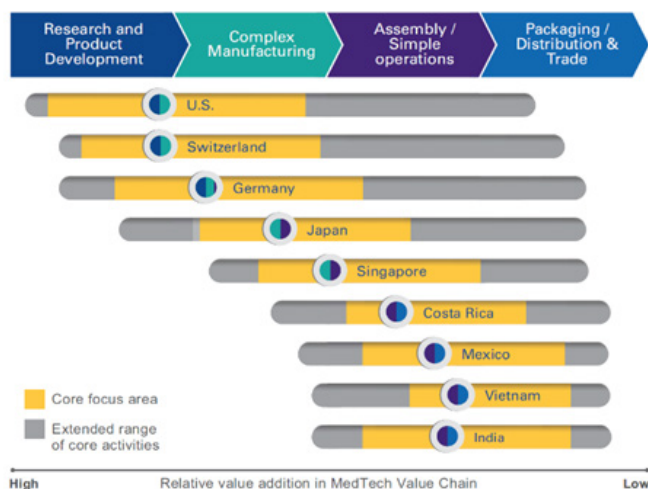 Research and
Product
Development
Complex
Manufacturing
Assembly /
Simple
operations
Packaging /
Distribution &
Trade
U.S.
Switzerland
Germany
Japan
Singapore
Costa Rica
Mexico
Vietnam
India
Core focus area
Extended range
of core activities
High
Relative value addition in MedTech Value Chain
Low